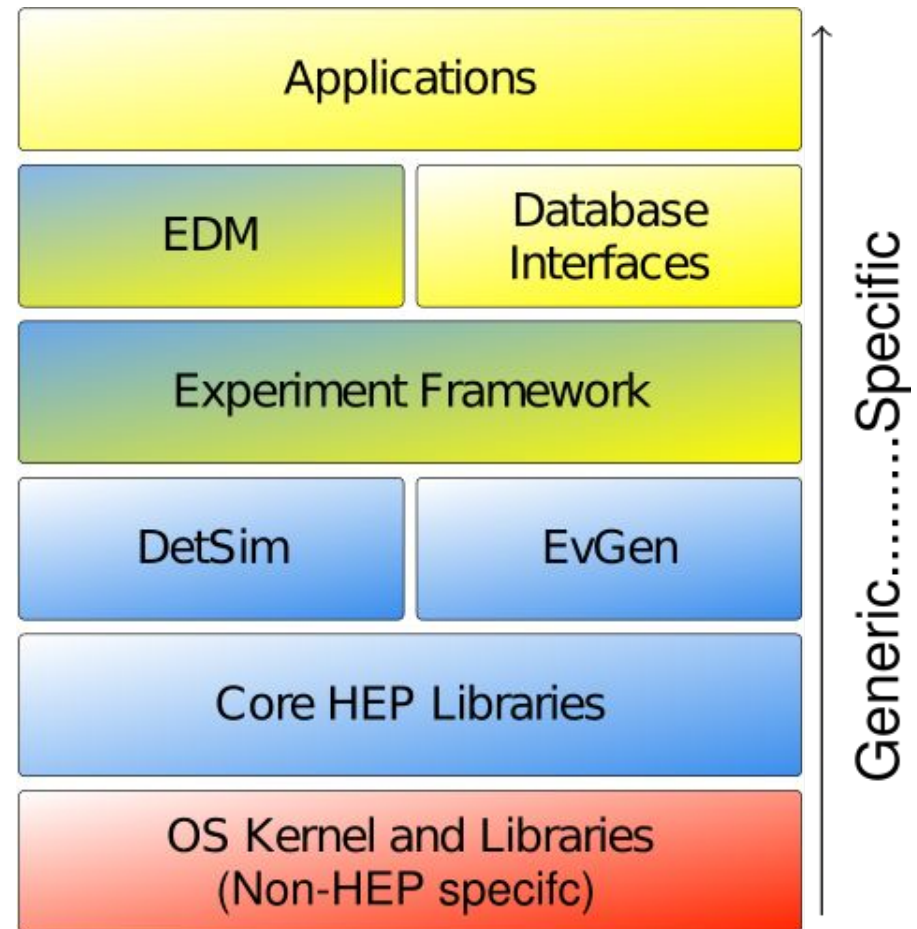 Applications
EDM
Database
Interfaces
Experiment Framework
DetSim
EvGen
Core HEP Libraries
OS Kernel and Libraries
(Non-HEP specifc)
Generic..........Specific